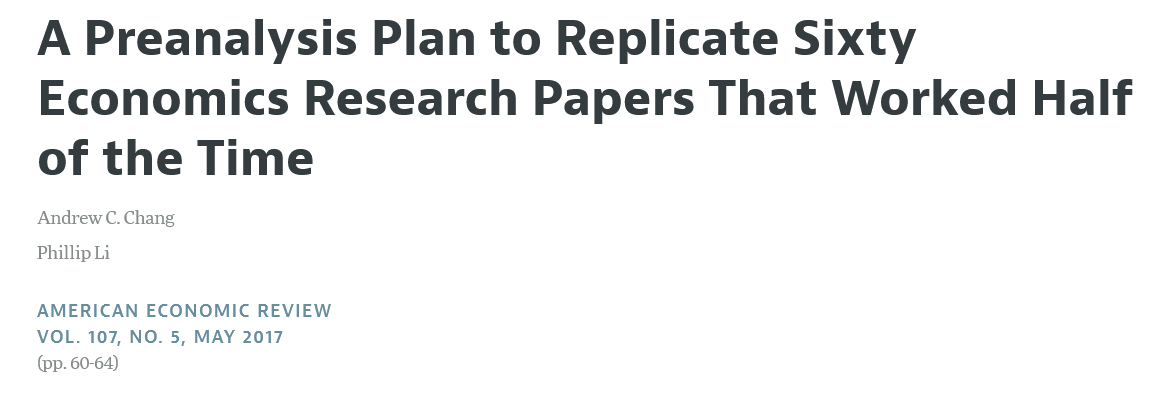 A Preanalysis Plan to Replicate Sixty
Economics Research Papers That Worked Half
of the Time
Andrew C. Chang
Phillip Li
AMERICAN ECONOMIC REVIEW
VOL. 107, NO. 5, MAY 2017
(pp. 60-64)